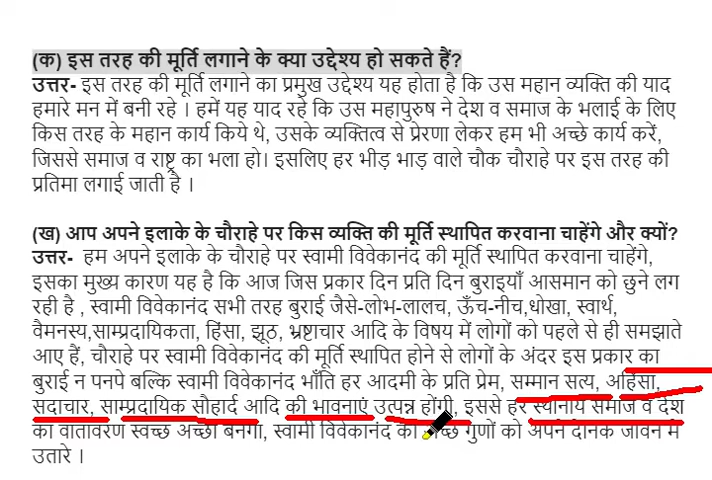 (क) इस तरह की मूर्ति लगाने के क्या उद्देश्य हो सकते हैं?
उत्तर- इस तरह की मूर्ति लगाने का प्रमुख उद्देश्य यह होता है कि उस महान व्यक्ति की याद
हमारे मन में बनी रहे । हमें यह याद रहे कि उस महापुरुष ने देश व समाज के भलाई के लिए
किस तरह के महान कार्य किये थे, उसके व्यक्तित्व से प्रेरणा लेकर हम भी अच्छे कार्य करें,
जिससे समाज व राष्ट्र का भला हो। इसलिए हर भीड़ भाड़ वाले चौक चौराहे पर इस तरह की
प्रतिमा लगाई जाती है ।
(ख) आप अपने इलाके के चौराहे पर किस व्यक्ति की मूर्ति स्थापित करवाना चाहेंगे और क्यों?
उत्तर- हम अपने इलाके के चौराहे पर स्वामी विवेकानंद की मूर्ति स्थापित करवाना चाहेंगे,
इसका मुख्य कारण यह है कि आज जिस प्रकार दिन प्रति दिन बुराइयाँ आसमान को छुने लग
रही है , स्वामी विवेकानंद सभी तरह बुराई जैसे-लोभ-लालच, ऊँच-नीच,धोखा, स्वार्थ,
वैमनस्य,साम्प्रदायिकता, हिंसा, झूठ, भ्रष्टाचार आदि के विषय में लोगों को पहले से ही समझाते
आए हैं, चौराहे पर स्वामी विवेकानंद की मूर्ति स्थापित होने से लोगों के अंदर इस प्रकार का
बुराई न पनपे बल्कि स्वामी विवेकानंद भाँति हर आदमी के प्रति प्रेम, सम्मान सत्य, अहिंसा,
सदाचार, साम्प्रदायिक सौहार्द आदि की भावनाएं उत्पन्न होंगी, इससे हर स्थानीय समाज व देश
का वातावरण स्वच्छ अच्छी बनेगा, स्वामी विवेकानंद की गुणों को अपने दैनिक जीवन में
उतारे ।